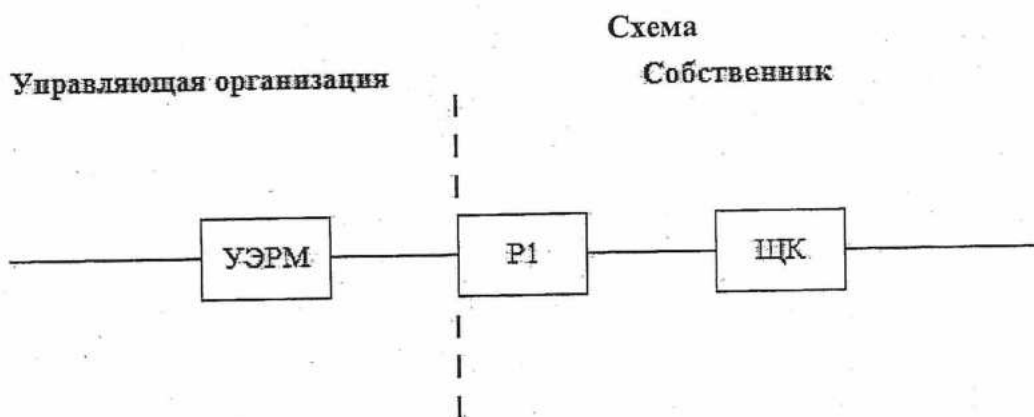 Схема
Управляющая организация
Собственник
УЭРМ
Р1
ЩК